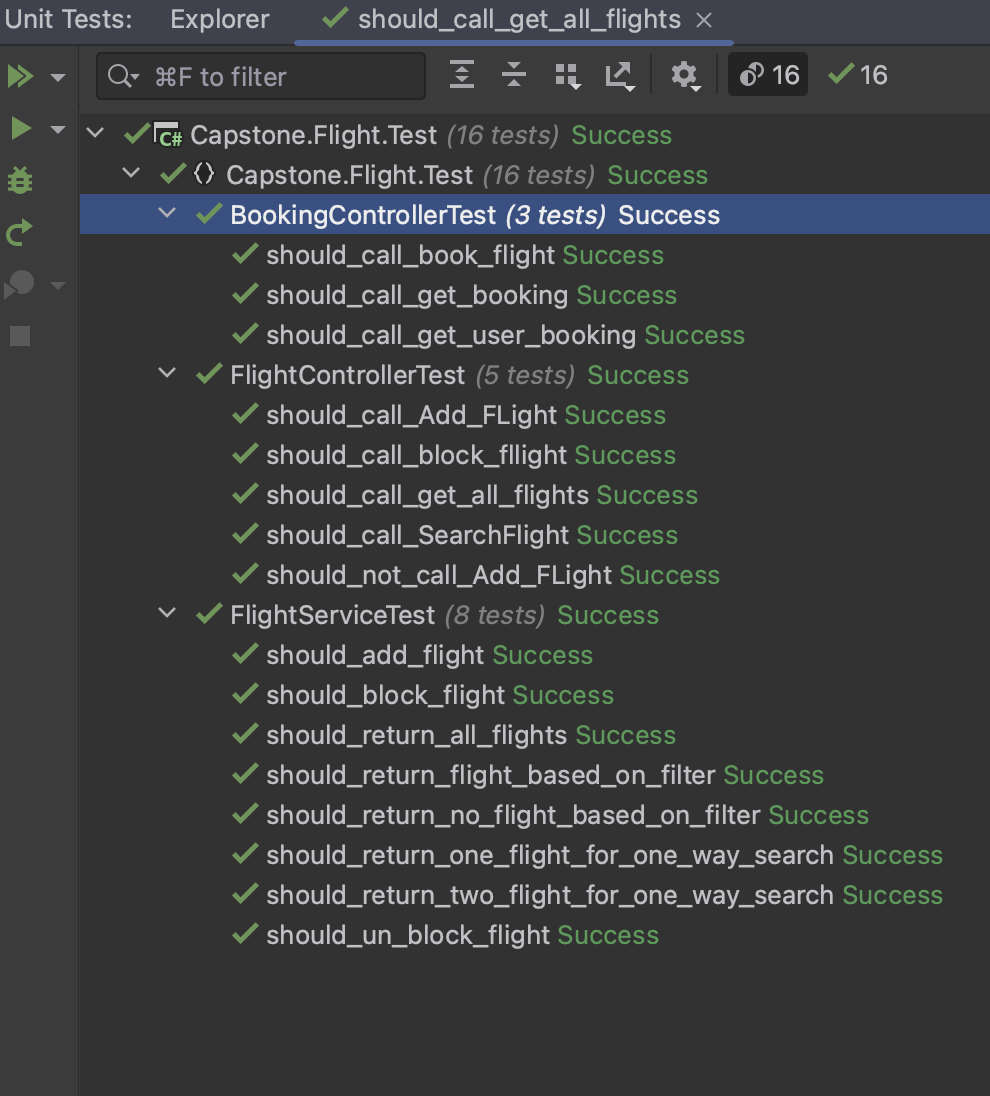 Unit Tests: Explorer should_call_get_all_flights
⌘F to filter 16 16
C# Capstone.Flight.Test (16 tests) Success
Capstone.Flight.Test (16 tests) Success
BookingControllerTest (3 tests) Success
should_call_book_flight Success
should_call_get_booking Success
should_call_get_user_booking Success
FlightControllerTest (5 tests) Success
should_call_Add_FLight Success
should_call_block_fllight Success
should_call_get_all_flights Success
should_call_SearchFlight Success
should_not_call_Add_FLight Success
FlightServiceTest (8 tests) Success
should_add_flight Success
should_block_flight Success
should_return_all_flights Success
should_return_flight_based_on_filter Success
should_return_no_flight_based_on_filter Success
should_return_one_flight_for_one_way_search Success
should_return_two_flight_for_one_way_search Success
should_un_block_flight Success